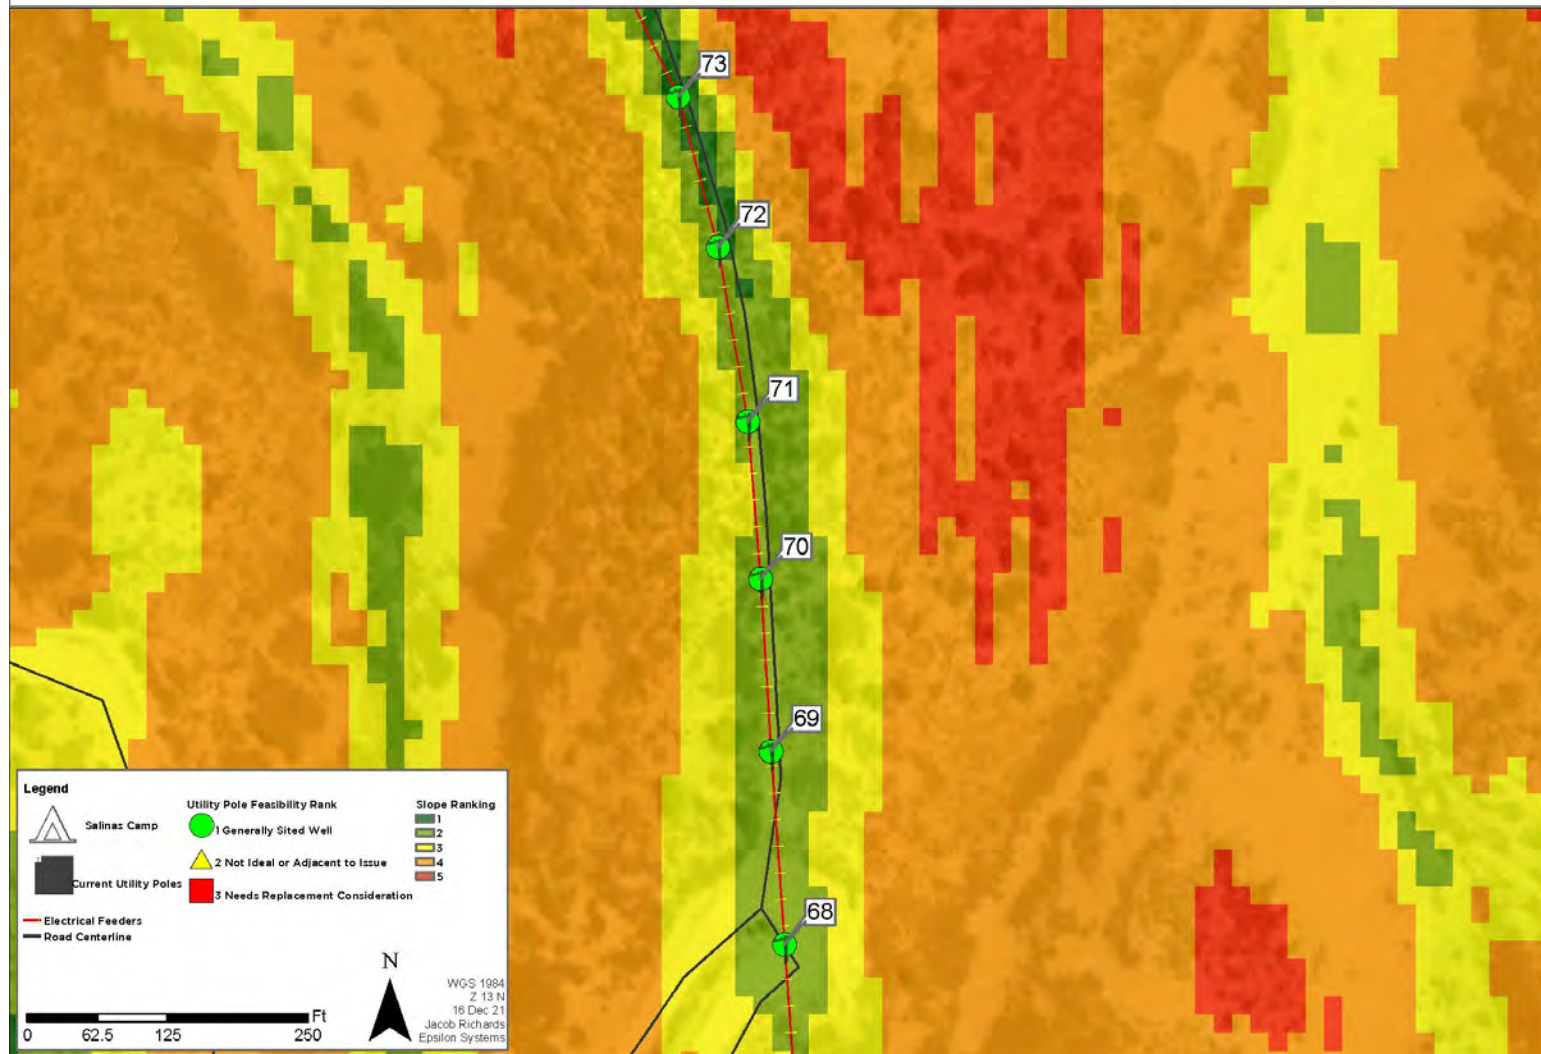 73
72
71
70
69
68
Legend
Salinas Camp
Current Utility Poles
Electrical Feeders
Road Centerline
Utility Pole Feasibility Rank
1 Generally Sited Well
2 Not Ideal or Adjacent to Issue
3 Needs Replacement Consideration
Slope Ranking
1
2
3
4
5
N
WGS 1984
Z 13 N
16 Dec 21
Jacob Richards
Epsilon Systems
Ft
0 62.5 125 250